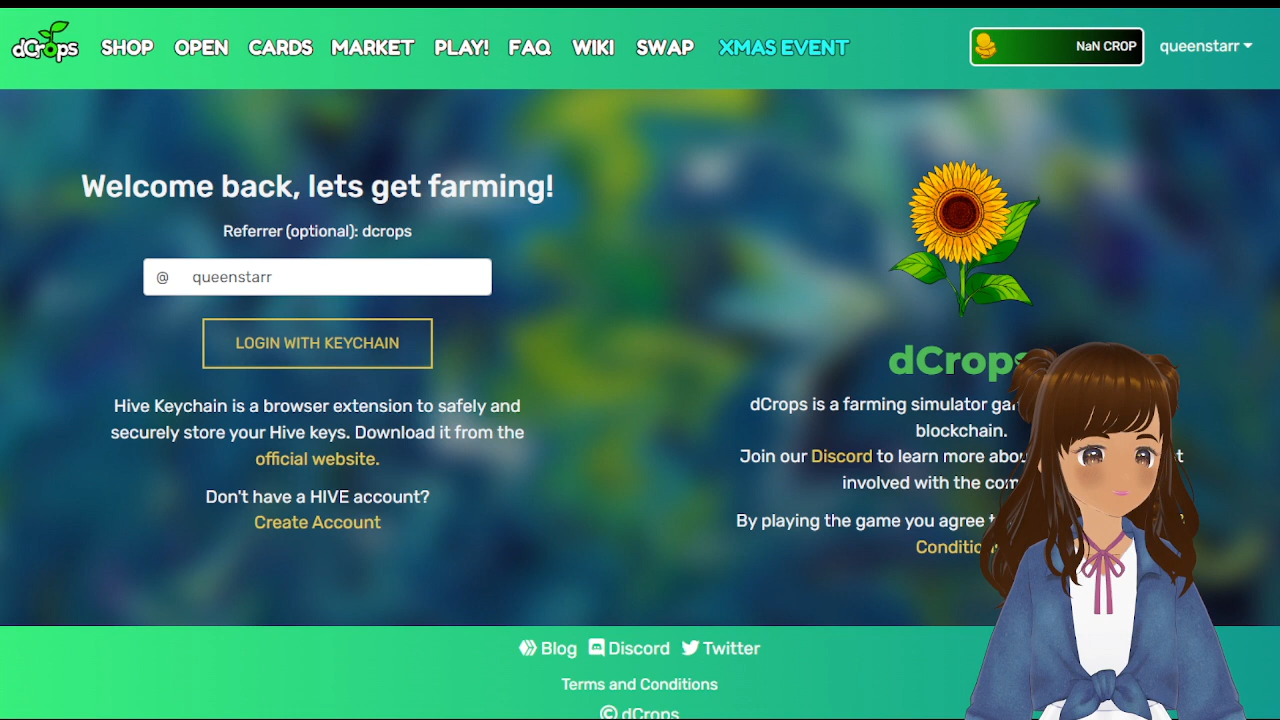 dCrops SHOP OPEN CARDS MARKET PLAY! FAQ WIKI SWAP XMAS EVENT NaN CROP queenstarr
Welcome back, lets get farming!
Referrer (optional): dcrops
@ queenstarr
LOGIN WITH KEYCHAIN
Hive Keychain is a browser extension to safely and
securely store your Hive keys. Download it from the
official website.
Don't have a HIVE account?
Create Account
dCrops
dCrops is a farming simulator
blockchain.
Join our Discord to learn more
involved with the
By playing the game you agree
Blog Discord Twitter
Terms and Conditions
© dCrops